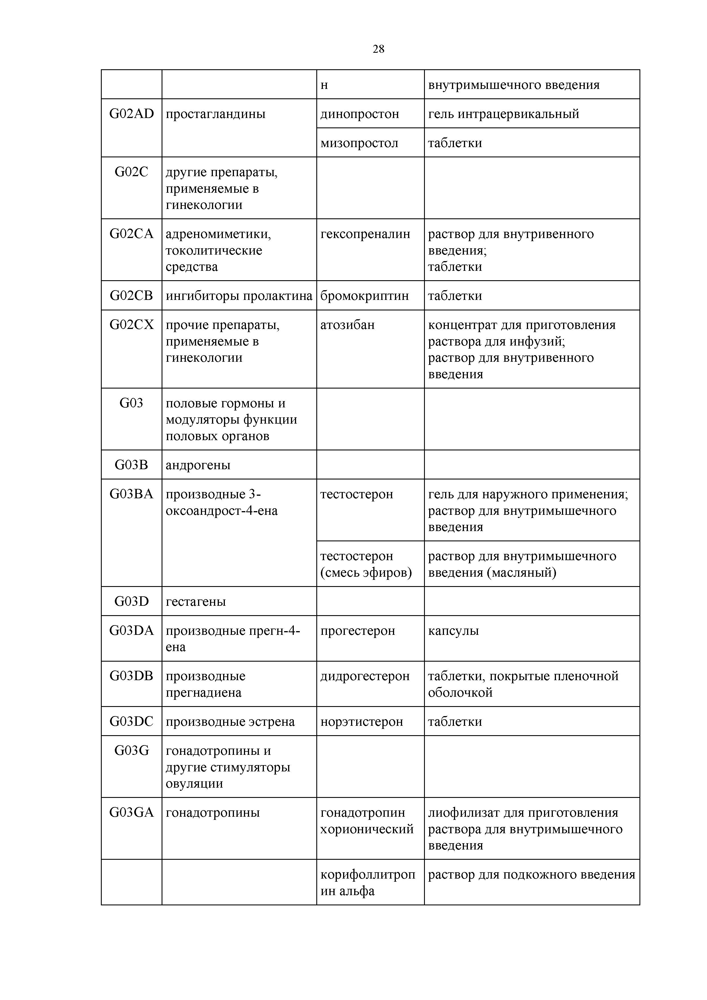 28
н внутримышечного введения
G02AD простагландины динопростон гель интрацервикальный
мизопростол таблетки
G02C другие препараты,
применяемые в
гинекологии
G02CA адреномиметики, гексопреналин раствор для внутривенного
токолитические введения;
средства таблетки
G02CB ингибиторы пролактина бромокриптин таблетки
G02CX прочие препараты, атозибан концентрат для приготовления
применяемые в раствора для инфузий;
гинекологии раствор для внутривенного
введения
G03 половые гормоны и
модуляторы функции
половых органов
G03B андрогены
G03BA производные 3- тестостерон гель для наружного применения;
оксоандрост-4-ена раствор для внутримышечного
введения
тестостерон раствор для внутримышечного
(смесь эфиров) введения (масляный)
G03D гестагены
G03DA производные прегн-4- прогестерон капсулы
ена
G03DB производные дидрогестерон таблетки, покрытые пленочной
прегнадиена оболочкой
G03DC производные эстрена норэтистерон таблетки
G03G гонадотропины и
другие стимуляторы
овуляции
G03GA гонадотропины гонадотропин лиофилизат для приготовления
хорионический раствора для внутримышечного
введения
корифоллитроп раствор для подкожного введения
ин альфа